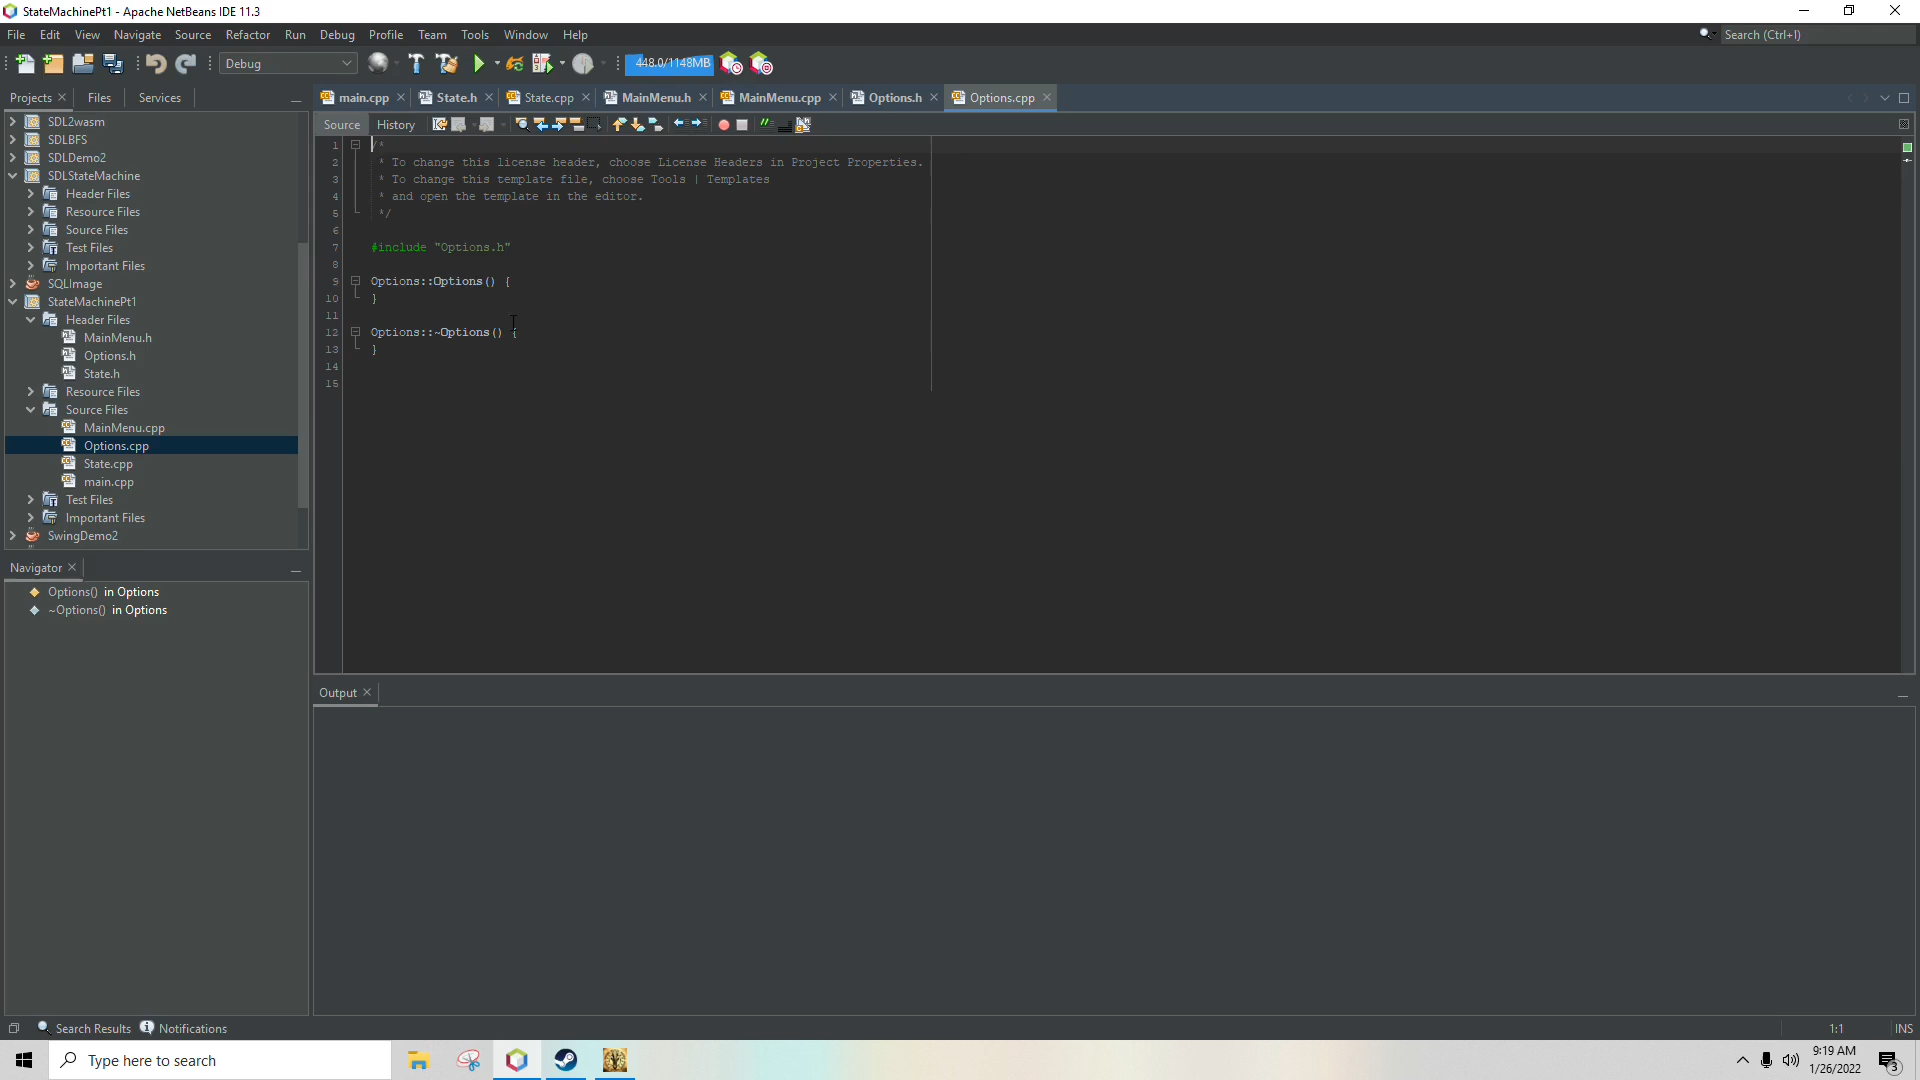 StateMachinePt1 - Apache NetBeans IDE 11.3
File Edit View Navigate Source Refactor Run Debug Profile Team Tools Window Help
Search (Ctrl+I)
Debug
448.0/1148MB
Projects Files Services
main.cpp State.h State.cpp MainMenu.h MainMenu.cpp Options.h Options.cpp
Source History
SDL2wasm
SDLBFS
SDLDemo2
SDLStateMachine
Header Files
Resource Files
Source Files
Test Files
Important Files
SQLImage
StateMachinePt1
Header Files
MainMenu.h
Options.h
State.h
Resource Files
Source Files
MainMenu.cpp
Options.cpp
State.cpp
main.cpp
Test Files
Important Files
SwingDemo2
1 /*
2 * To change this license header, choose License Headers in Project Properties.
3 * To change this template file, choose Tools | Templates
4 * and open the template in the editor.
5 */
6
7 #include "Options.h"
8
9 Options::Options() {
10 }
11
12 Options::~Options() {
13 }
14
15
Navigator
Options() in Options
~Options() in Options
Output
Search Results Notifications
1:1 INS
Type here to search
9:19 AM
1/26/2022
3